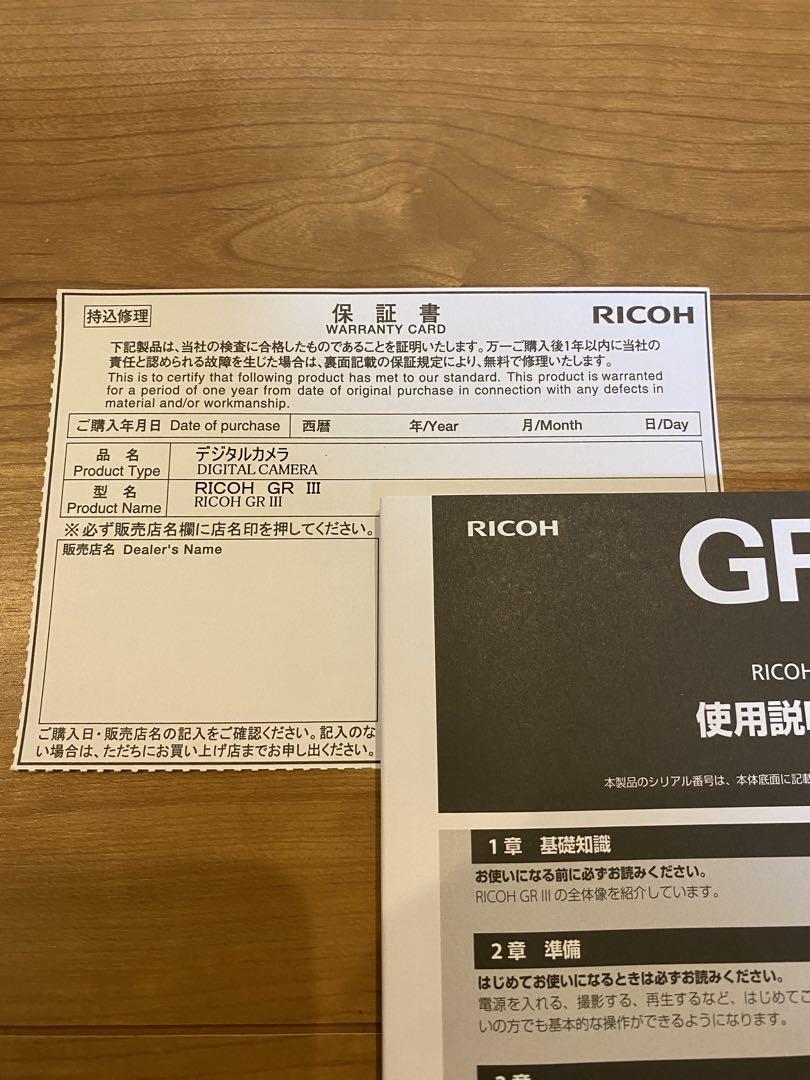 持込修理
保証書
WARRANTY CARD
RICOH
下記製品は、当社の検査に合格したものであることを証明いたします。万一ご購入後1年以内に当社の
責任と認められる故障を生じた場合は、裏面記載の保証規定により、無料で修理いたします。
This is to certify that following product has met to our standard. This product is warranted
for a period of one year from date of original purchase in connection with any defects in
material and/or workmanship.
ご購入年月日 Date of purchase 西暦 年/Year 月/Month 日/Day
品名 デジタルカメラ
Product Type DIGITAL CAMERA
型名 RICOH GR III
Product Name RICOH GR III
※必ず販売店名欄に店名印を押してください。
販売店名 Dealer's Name
ご購入日・販売店名の記入をご確認ください。記入のな
い場合は、ただちにお買い上げ店までお申し出ください。
RICOH
GR
RICOH
使用説
本製品のシリアル番号は、本体底面に記載
1章 基礎知識
お使いになる前に必ずお読みください。
RICOH GR III の全体像を紹介しています。
2章 準備
はじめてお使いになるときは必ずお読みください。
電源を入れる、撮影する、再生するなど、はじめてご
いの方でも基本的な操作ができるようになります。